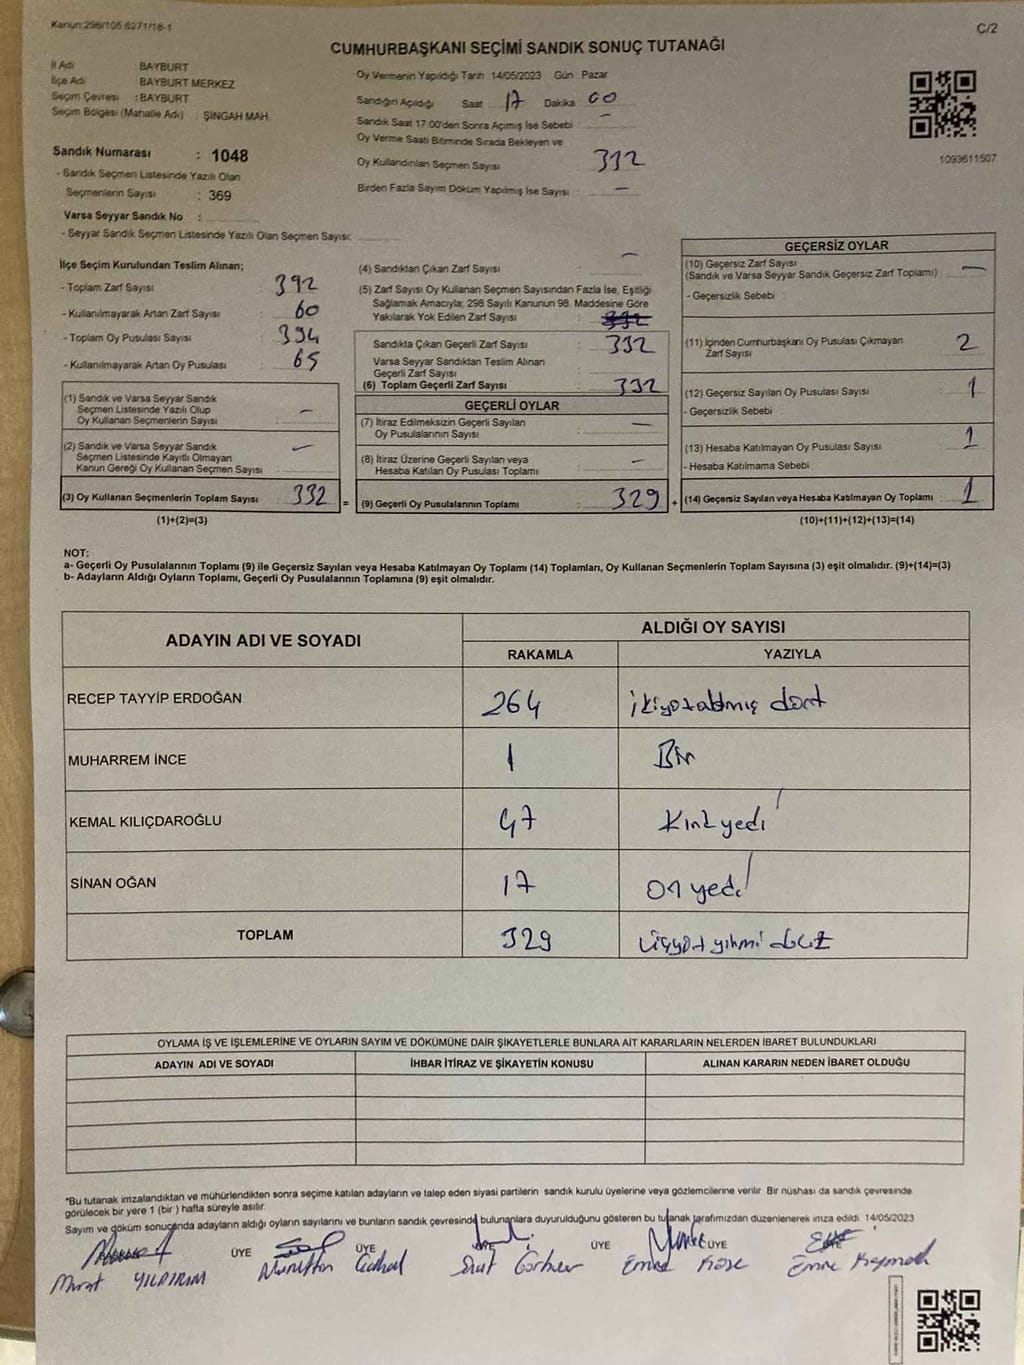 Kanun:298/105,6271/16-1
C/2
CUMHURBAŞKANI SEÇİMİ SANDIK SONUÇ TUTANAĞI
İl Adı : BAYBURT
İlçe Adı : BAYBURT MERKEZ
Seçim Çevresi : BAYBURT
Seçim Bölgesi (Mahalle Adı) : ŞİNGAH MAH.
Sandık Numarası : 1048
- Sandık Seçmen Listesinde Yazılı Olan
Seçmenlerin Sayısı : 369
Varsa Seyyar Sandık No :
- Seyyar Sandık Seçmen Listesinde Yazılı Olan Seçmen Sayısı:
Oy Vermenin Yapıldığı Tarih 14/05/2023 Gün : Pazar
Sandığın Açıldığı Saat 17 Dakika 00
Sandık Saat 17.00'den Sonra Açılmış İse Sebebi : —
Oy Verme Saati Bitiminde Sırada Bekleyen ve
Oy Kullandırılan Seçmen Sayısı 332
Birden Fazla Sayım Döküm Yapılmış İse Sayısı : —
1093611507
İlçe Seçim Kurulundan Teslim Alınan;
- Toplam Zarf Sayısı : 392
- Kullanılmayarak Artan Zarf Sayısı : 60
- Toplam Oy Pusulası Sayısı : 394
- Kullanılmayarak Artan Oy Pusulası : 65
(1) Sandık ve Varsa Seyyar Sandık
Seçmen Listesinde Yazılı Olup
Oy Kullanan Seçmenlerin Sayısı : —
(2) Sandık ve Varsa Seyyar Sandık
Seçmen Listesinde Kayıtlı Olmayan
Kanun Gereği Oy Kullanan Seçmen Sayısı : —
(3) Oy Kullanan Seçmenlerin Toplam Sayısı : 332
(1)+(2)=(3)
(4) Sandıktan Çıkan Zarf Sayısı : —
(5) Zarf Sayısı Oy Kullanan Seçmen Sayısından Fazla İse, Eşitliği
Sağlamak Amacıyla; 298 Sayılı Kanunun 98. Maddesine Göre
Yakılarak Yok Edilen Zarf Sayısı : 332
Sandıkta Çıkan Geçerli Zarf Sayısı : 332
Varsa Seyyar Sandıktan Teslim Alınan
Geçerli Zarf Sayısı :
(6) Toplam Geçerli Zarf Sayısı : 332
GEÇERLİ OYLAR
(7) İtiraz Edilmeksizin Geçerli Sayılan
Oy Pusulalarının Sayısı : —
(8) İtiraz Üzerine Geçerli Sayılan veya
Hesaba Katılan Oy Pusulası Toplamı : —
= (9) Geçerli Oy Pusulalarının Toplamı : 329
GEÇERSİZ OYLAR
(10) Geçersiz Zarf Sayısı
(Sandık ve Varsa Seyyar Sandık Geçersiz Zarf Toplamı) : —
- Geçersizlik Sebebi :
(11) İçinden Cumhurbaşkanı Oy Pusulası Çıkmayan
Zarf Sayısı : 2
(12) Geçersiz Sayılan Oy Pusulası Sayısı : 1
- Geçersizlik Sebebi :
(13) Hesaba Katılmayan Oy Pusulası Sayısı : 1
- Hesaba Katılmama Sebebi :
+ (14) Geçersiz Sayılan veya Hesaba Katılmayan Oy Toplamı : 1
(10)+(11)+(12)+(13)=(14)
NOT:
a- Geçerli Oy Pusulalarının Toplamı (9) ile Geçersiz Sayılan veya Hesaba Katılmayan Oy Toplamı (14) Toplamları, Oy Kullanan Seçmenlerin Toplam Sayısına (3) eşit olmalıdır. (9)+(14)=(3)
b- Adayların Aldığı Oyların Toplamı, Geçerli Oy Pusulalarının Toplamına (9) eşit olmalıdır.
ADAYIN ADI VE SOYADI ALDIĞI OY SAYISI
RAKAMLA YAZIYLA
RECEP TAYYİP ERDOĞAN 264 ikiyüzaltmış dört
MUHARREM İNCE 1 Bir
KEMAL KILIÇDAROĞLU 47 Kırk yedi
SİNAN OĞAN 17 On yedi
TOPLAM 329 üçyüz yirmi dokuz
OYLAMA İŞ VE İŞLEMLERİNE VE OYLARIN SAYIM VE DÖKÜMÜNE DAİR ŞİKAYETLERLE BUNLARA AİT KARARLARIN NELERDEN İBARET BULUNDUKLARI
ADAYIN ADI VE SOYADI İHBAR İTİRAZ VE ŞİKAYETİN KONUSU ALINAN KARARIN NEDEN İBARET OLDUĞU
*Bu tutanak imzalandıktan ve mühürlendikten sonra seçime katılan adayların ve talep eden siyasi partilerin sandık kurulu üyelerine veya gözlemcilerine verilir. Bir nüshası da sandık çevresinde
görülecek bir yere 1 (bir ) hafta süreyle asılır.
Sayım ve döküm sonucunda adayların aldığı oyların sayılarını ve bunların sandık çevresinde bulunanlara duyurulduğunu gösteren bu tutanak tarafımızdan düzenlenerek imza edildi. 14/05/2023
ÜYE ÜYE ÜYE ÜYE
Murat YILDIRIM Nurettin Suat Emre Köse Emre